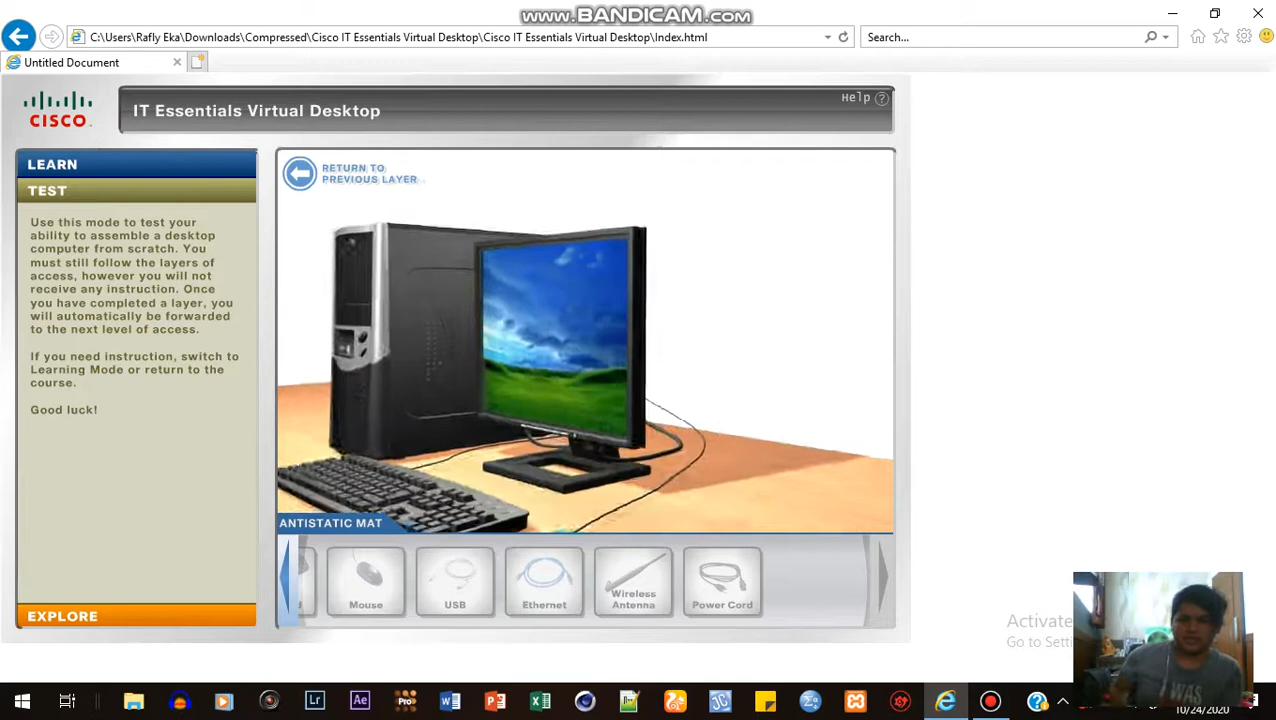 www.BANDICAM.com
C:\Users\Rafly Eka\Downloads\Compressed\Cisco IT Essentials Virtual Desktop\Cisco IT Essentials Virtual Desktop\Index.html
Search...
Untitled Document
CISCO
IT Essentials Virtual Desktop
Help ?
LEARN
TEST
Use this mode to test your
ability to assemble a desktop
computer from scratch. You
must still follow the layers of
access, however you will not
receive any instruction. Once
you have completed a layer, you
will automatically be forwarded
to the next level of access.
If you need instruction, switch to
Learning Mode or return to the
course.
Good luck!
EXPLORE
RETURN TO
PREVIOUS LAYER
ANTISTATIC MAT
Mouse
USB
Ethernet
Wireless
Antenna
Power Cord
Activate
Go to Setti
I WAS
Lr
Ae
Pro
JC
10/24/2020